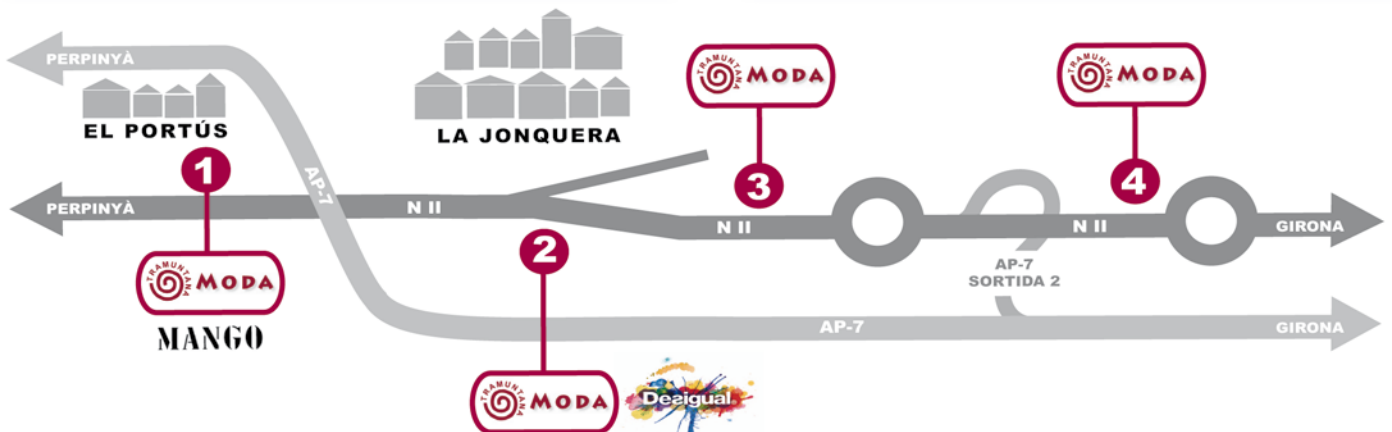 PERPINYÀ
EL PORTÚS
LA JONQUERA
TRAMUNTANA MODA
TRAMUNTANA MODA
1
3
4
AP-7
PERPINYÀ
N II
N II
N II
GIRONA
2
TRAMUNTANA MODA
MANGO
AP-7
SORTIDA 2
AP-7
GIRONA
TRAMUNTANA MODA
Desigual.